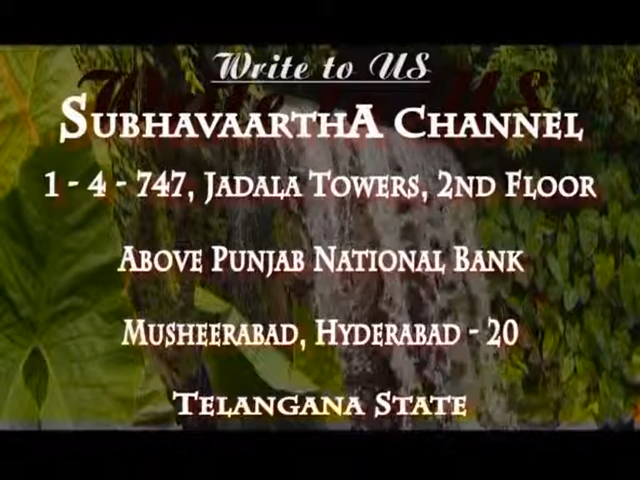 Write to US
SUBHAVAARTHA CHANNEL
1 - 4 - 747, JADALA TOWERS, 2ND FLOOR
ABOVE PUNJAB NATIONAL BANK
MUSHEERABAD, HYDERABAD - 20
TELANGANA STATE